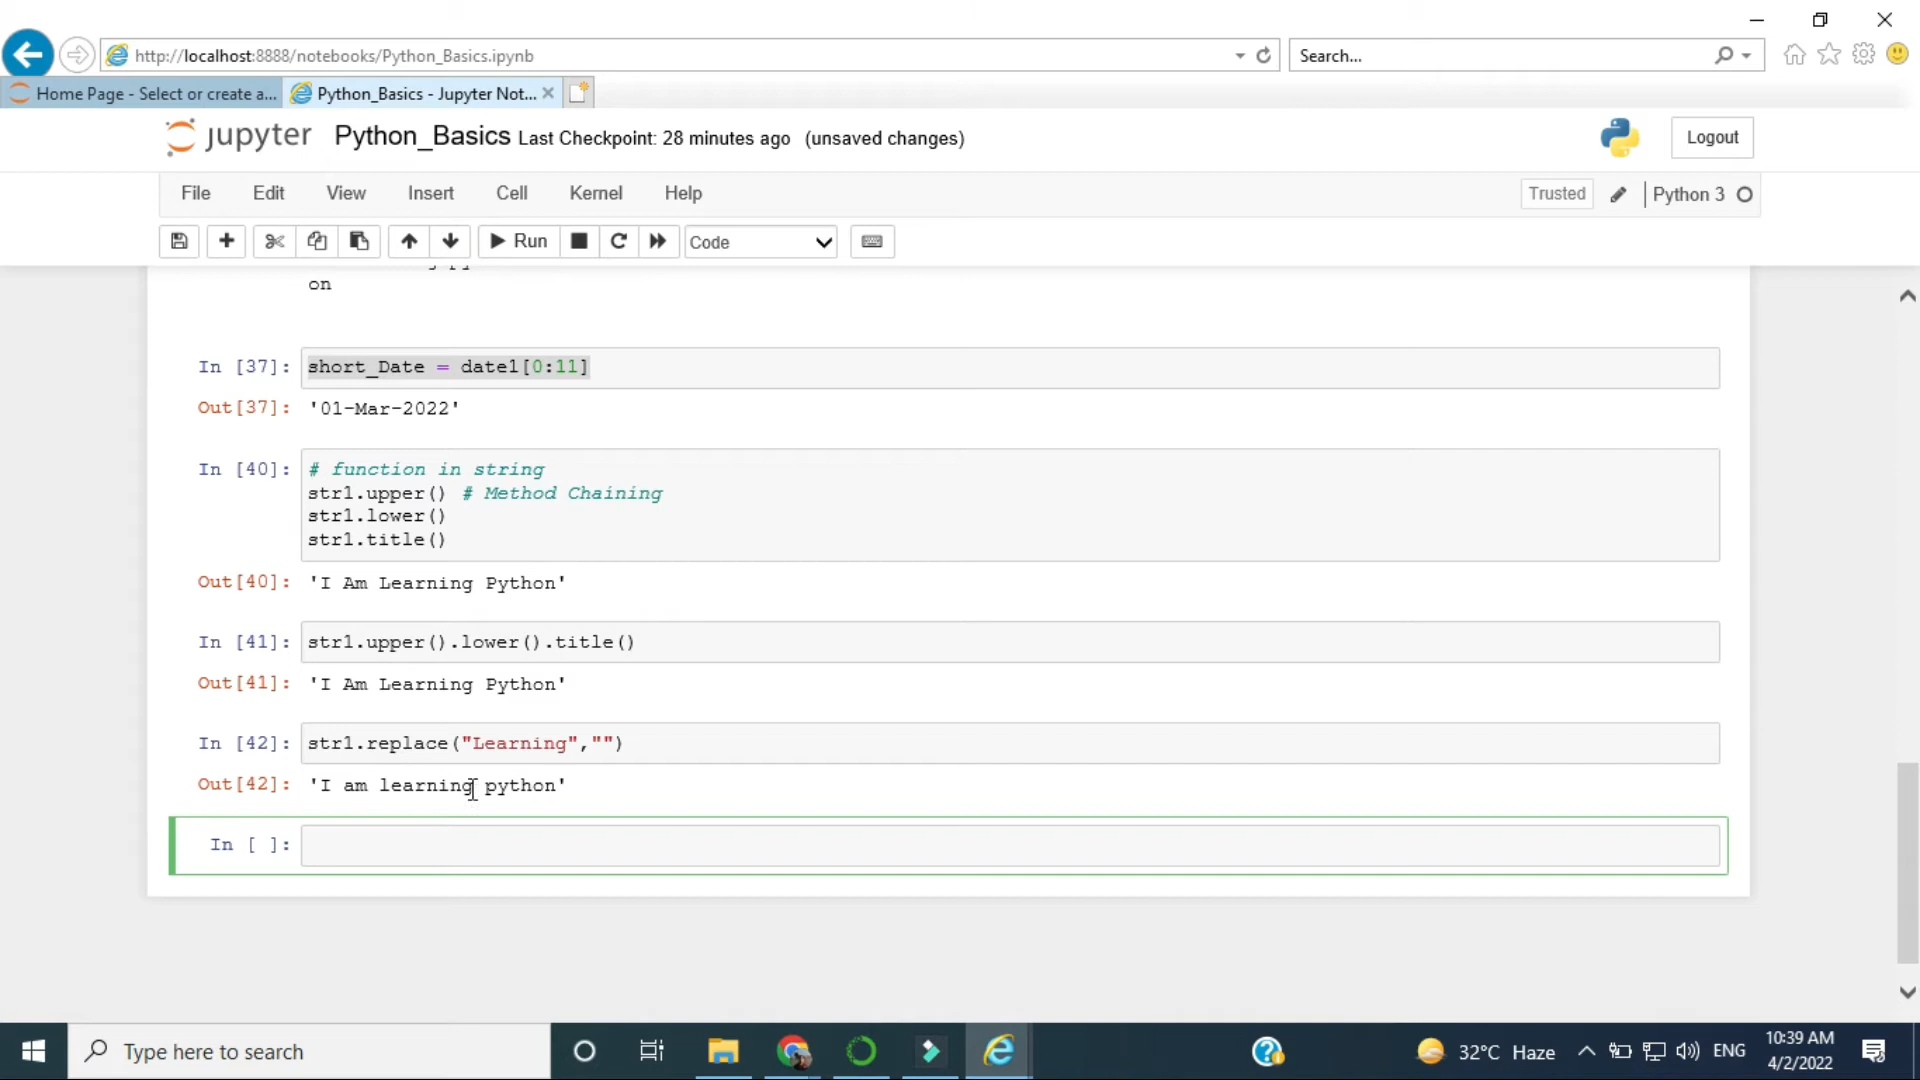 http://localhost:8888/notebooks/Python_Basics.ipynb
Search...
Home Page - Select or create a...
Python_Basics - Jupyter Not...
jupyter Python_Basics Last Checkpoint: 28 minutes ago (unsaved changes)
Logout
File Edit View Insert Cell Kernel Help
Trusted
Python 3
Run
Code
on
In [37]: short_Date = date1[0:11]
Out[37]: '01-Mar-2022'
In [40]: # function in string
str1.upper() # Method Chaining
str1.lower()
str1.title()
Out[40]: 'I Am Learning Python'
In [41]: str1.upper().lower().title()
Out[41]: 'I Am Learning Python'
In [42]: str1.replace("Learning","")
Out[42]: 'I am learning python'
In [ ]:
Type here to search
32°C Haze
ENG
10:39 AM
4/2/2022